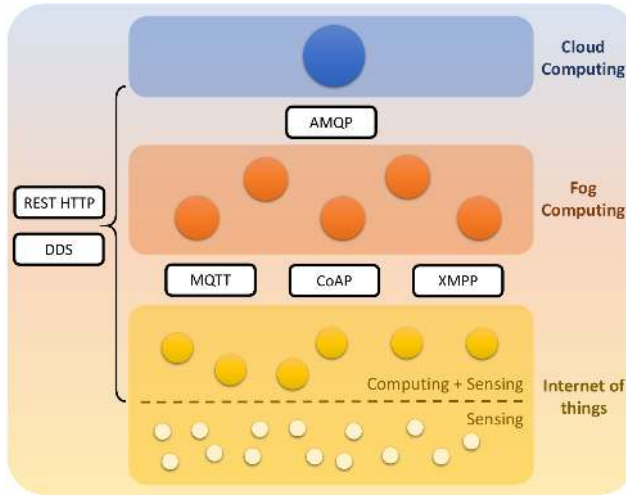 Cloud
Computing
AMQP
Fog
Computing
REST HTTP
DDS
MQTT
CoAP
XMPP
Computing + Sensing
Sensing
Internet of
things